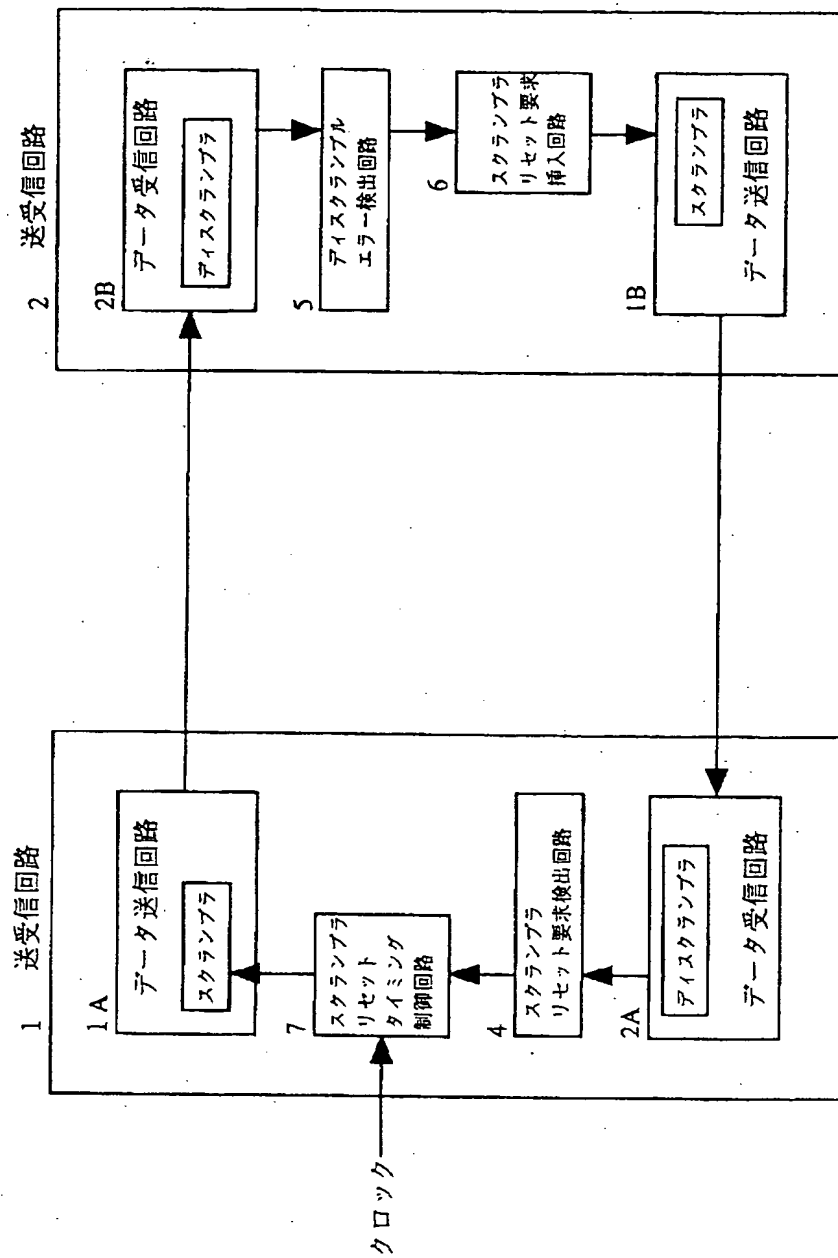 1 送受信回路
1A
データ送信回路
スクランブラ
7
スクランブラ
リセット
タイミング
制御回路
クロック
4
スクランブラ
リセット要求検出回路
2A
ディスクランブラ
データ受信回路
2 送受信回路
2B
データ受信回路
ディスクランブラ
5
ディスクランブル
エラー検出回路
6
スクランブラ
リセット要求
挿入回路
1B
スクランブラ
データ送信回路